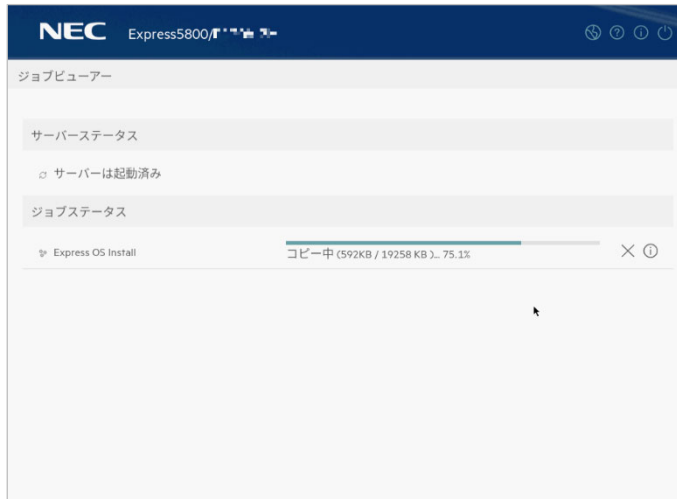 NEC Express5800/
ジョブビューアー
サーバーステータス
サーバーは起動済み
ジョブステータス
Express OS Install
コピー中 (592KB / 19258 KB )... 75.1%